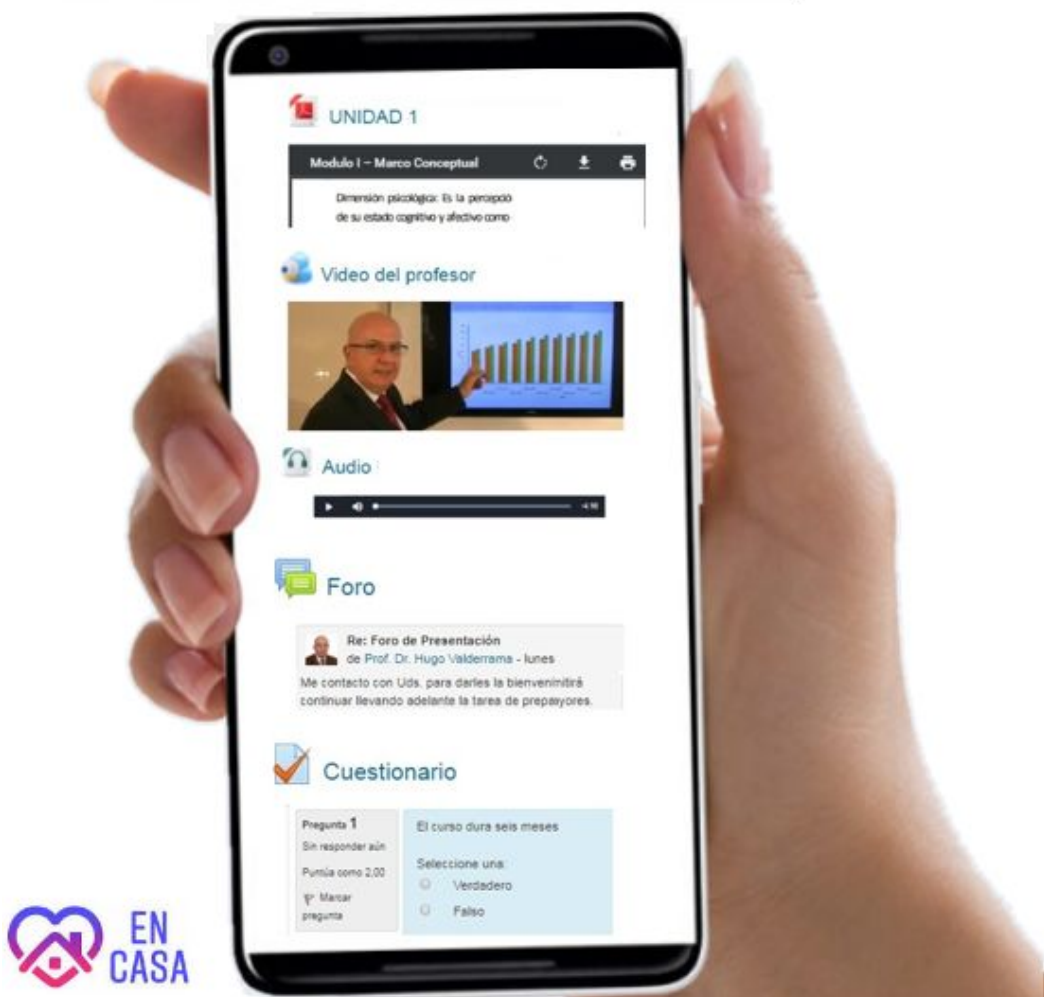 UNIDAD 1
Modulo I – Marco Conceptual
Dimensión psicológica: Es la percepció
de su estado cognitivo y afectivo como
Video del profesor
Audio
Foro
Re: Foro de Presentación
de Prof. Dr. Hugo Valderrama - lunes
Me contacto con Uds. para darles la bienvenimitirá
continuar llevando adelante la tarea de prepayores.
Cuestionario
Pregunta 1
Sin responder aún
Puntúa como 2,00
Marcar
pregunta
El curso dura seis meses
Seleccione una:
Verdadero
Falso
EN
CASA